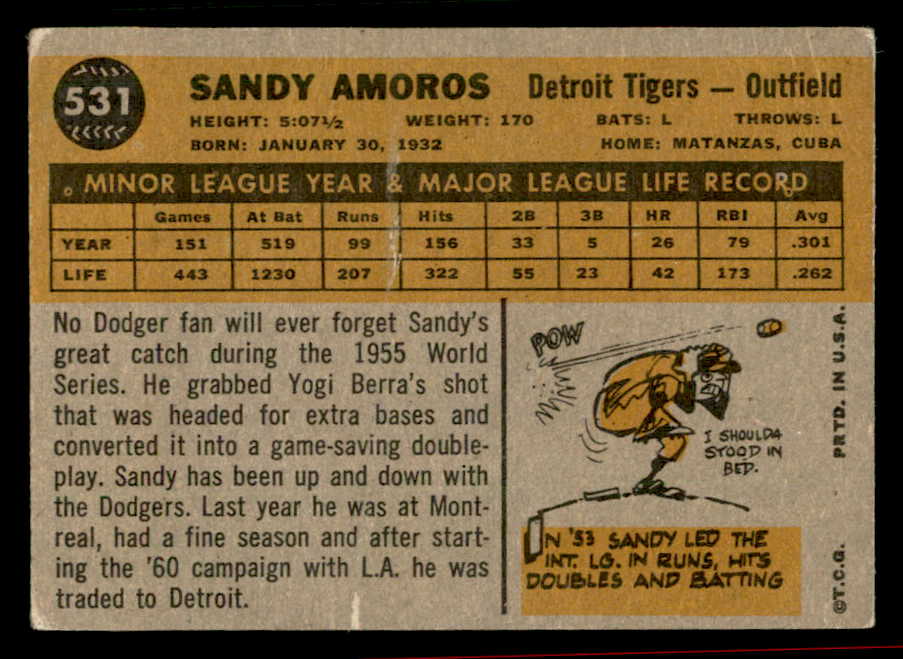 531
SANDY AMOROS Detroit Tigers — Outfield
HEIGHT: 5:07½ WEIGHT: 170 BATS: L THROWS: L
BORN: JANUARY 30, 1932 HOME: MATANZAS, CUBA
MINOR LEAGUE YEAR & MAJOR LEAGUE LIFE RECORD
Games At Bat Runs Hits 2B 3B HR RBI Avg
YEAR 151 519 99 156 33 5 26 79 .301
LIFE 443 1230 207 322 55 23 42 173 .262
No Dodger fan will ever forget Sandy's
great catch during the 1955 World
Series. He grabbed Yogi Berra's shot
that was headed for extra bases and
converted it into a game-saving double-
play. Sandy has been up and down with
the Dodgers. Last year he was at Mont-
real, had a fine season and after start-
ing the '60 campaign with L.A. he was
traded to Detroit.
POW
I SHOULDA
STOOD IN
BED.
IN '53 SANDY LED THE
INT. LG. IN RUNS, HITS
DOUBLES AND BATTING
©T.C.G. PRTD. IN U.S.A.